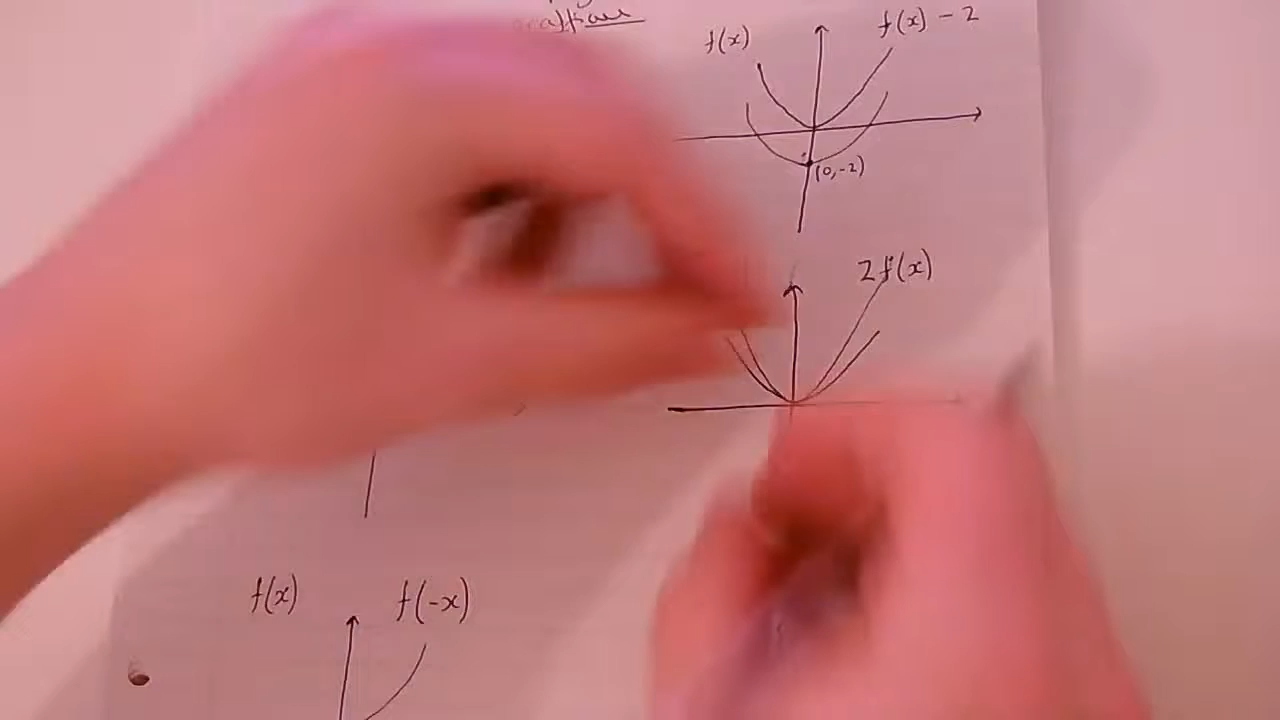 f(x)
f(x) - 2
(0,-2)
2f(x)
f(x)
f(-x)